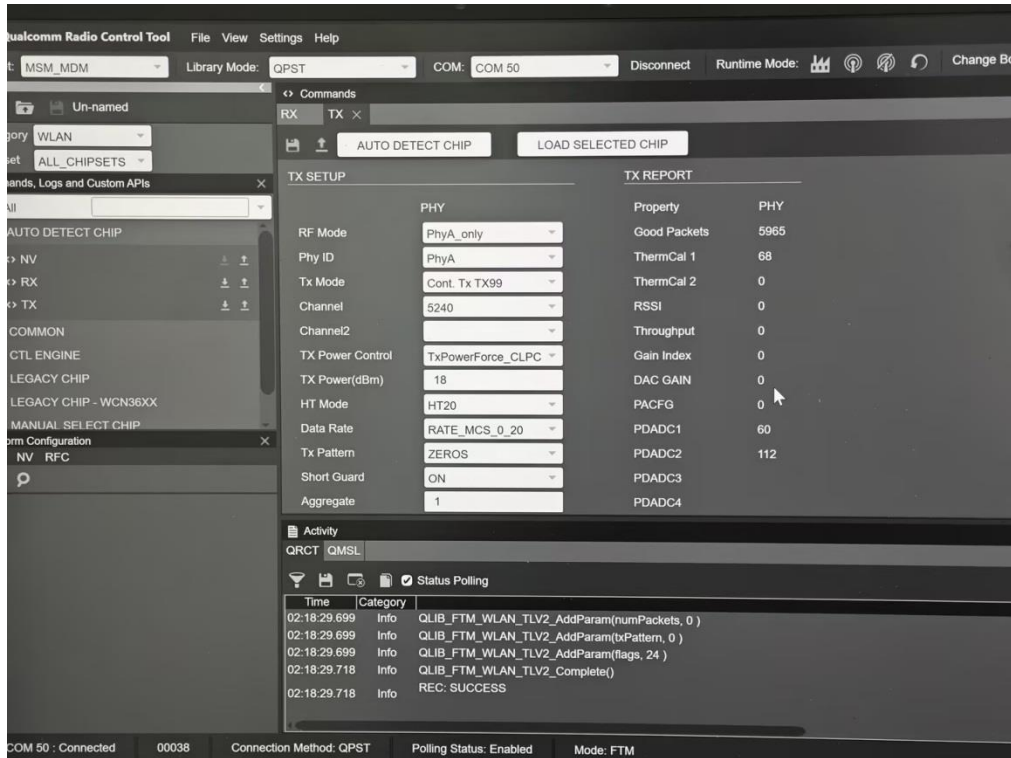 ualcomm Radio Control Tool File View Settings Help
t: MSM_MDM Library Mode: QPST COM: COM 50 Disconnect Runtime Mode: Change Bo
Un-named
gory WLAN
set ALL_CHIPSETS
ands, Logs and Custom APIs
All
AUTO DETECT CHIP
<> NV
<> RX
<> TX
COMMON
CTL ENGINE
LEGACY CHIP
LEGACY CHIP - WCN36XX
MANUAL SELECT CHIP
orm Configuration
NV RFC
<> Commands
RX TX
AUTO DETECT CHIP LOAD SELECTED CHIP
TX SETUP TX REPORT
PHY Property PHY
RF Mode PhyA_only Good Packets 5965
Phy ID PhyA ThermCal 1 68
Tx Mode Cont. Tx TX99 ThermCal 2 0
Channel 5240 RSSI 0
Channel2 Throughput 0
TX Power Control TxPowerForce_CLPC Gain Index 0
TX Power(dBm) 18 DAC GAIN 0
HT Mode HT20 PACFG 0
Data Rate RATE_MCS_0_20 PDADC1 60
Tx Pattern ZEROS PDADC2 112
Short Guard ON PDADC3
Aggregate 1 PDADC4
Activity
QRCT QMSL
Status Polling
Time Category
02:18:29.699 Info QLIB_FTM_WLAN_TLV2_AddParam(numPackets, 0 )
02:18:29.699 Info QLIB_FTM_WLAN_TLV2_AddParam(txPattern, 0 )
02:18:29.699 Info QLIB_FTM_WLAN_TLV2_AddParam(flags, 24 )
02:18:29.718 Info QLIB_FTM_WLAN_TLV2_Complete()
02:18:29.718 Info REC: SUCCESS
COM 50 : Connected 00038 Connection Method: QPST Polling Status: Enabled Mode: FTM